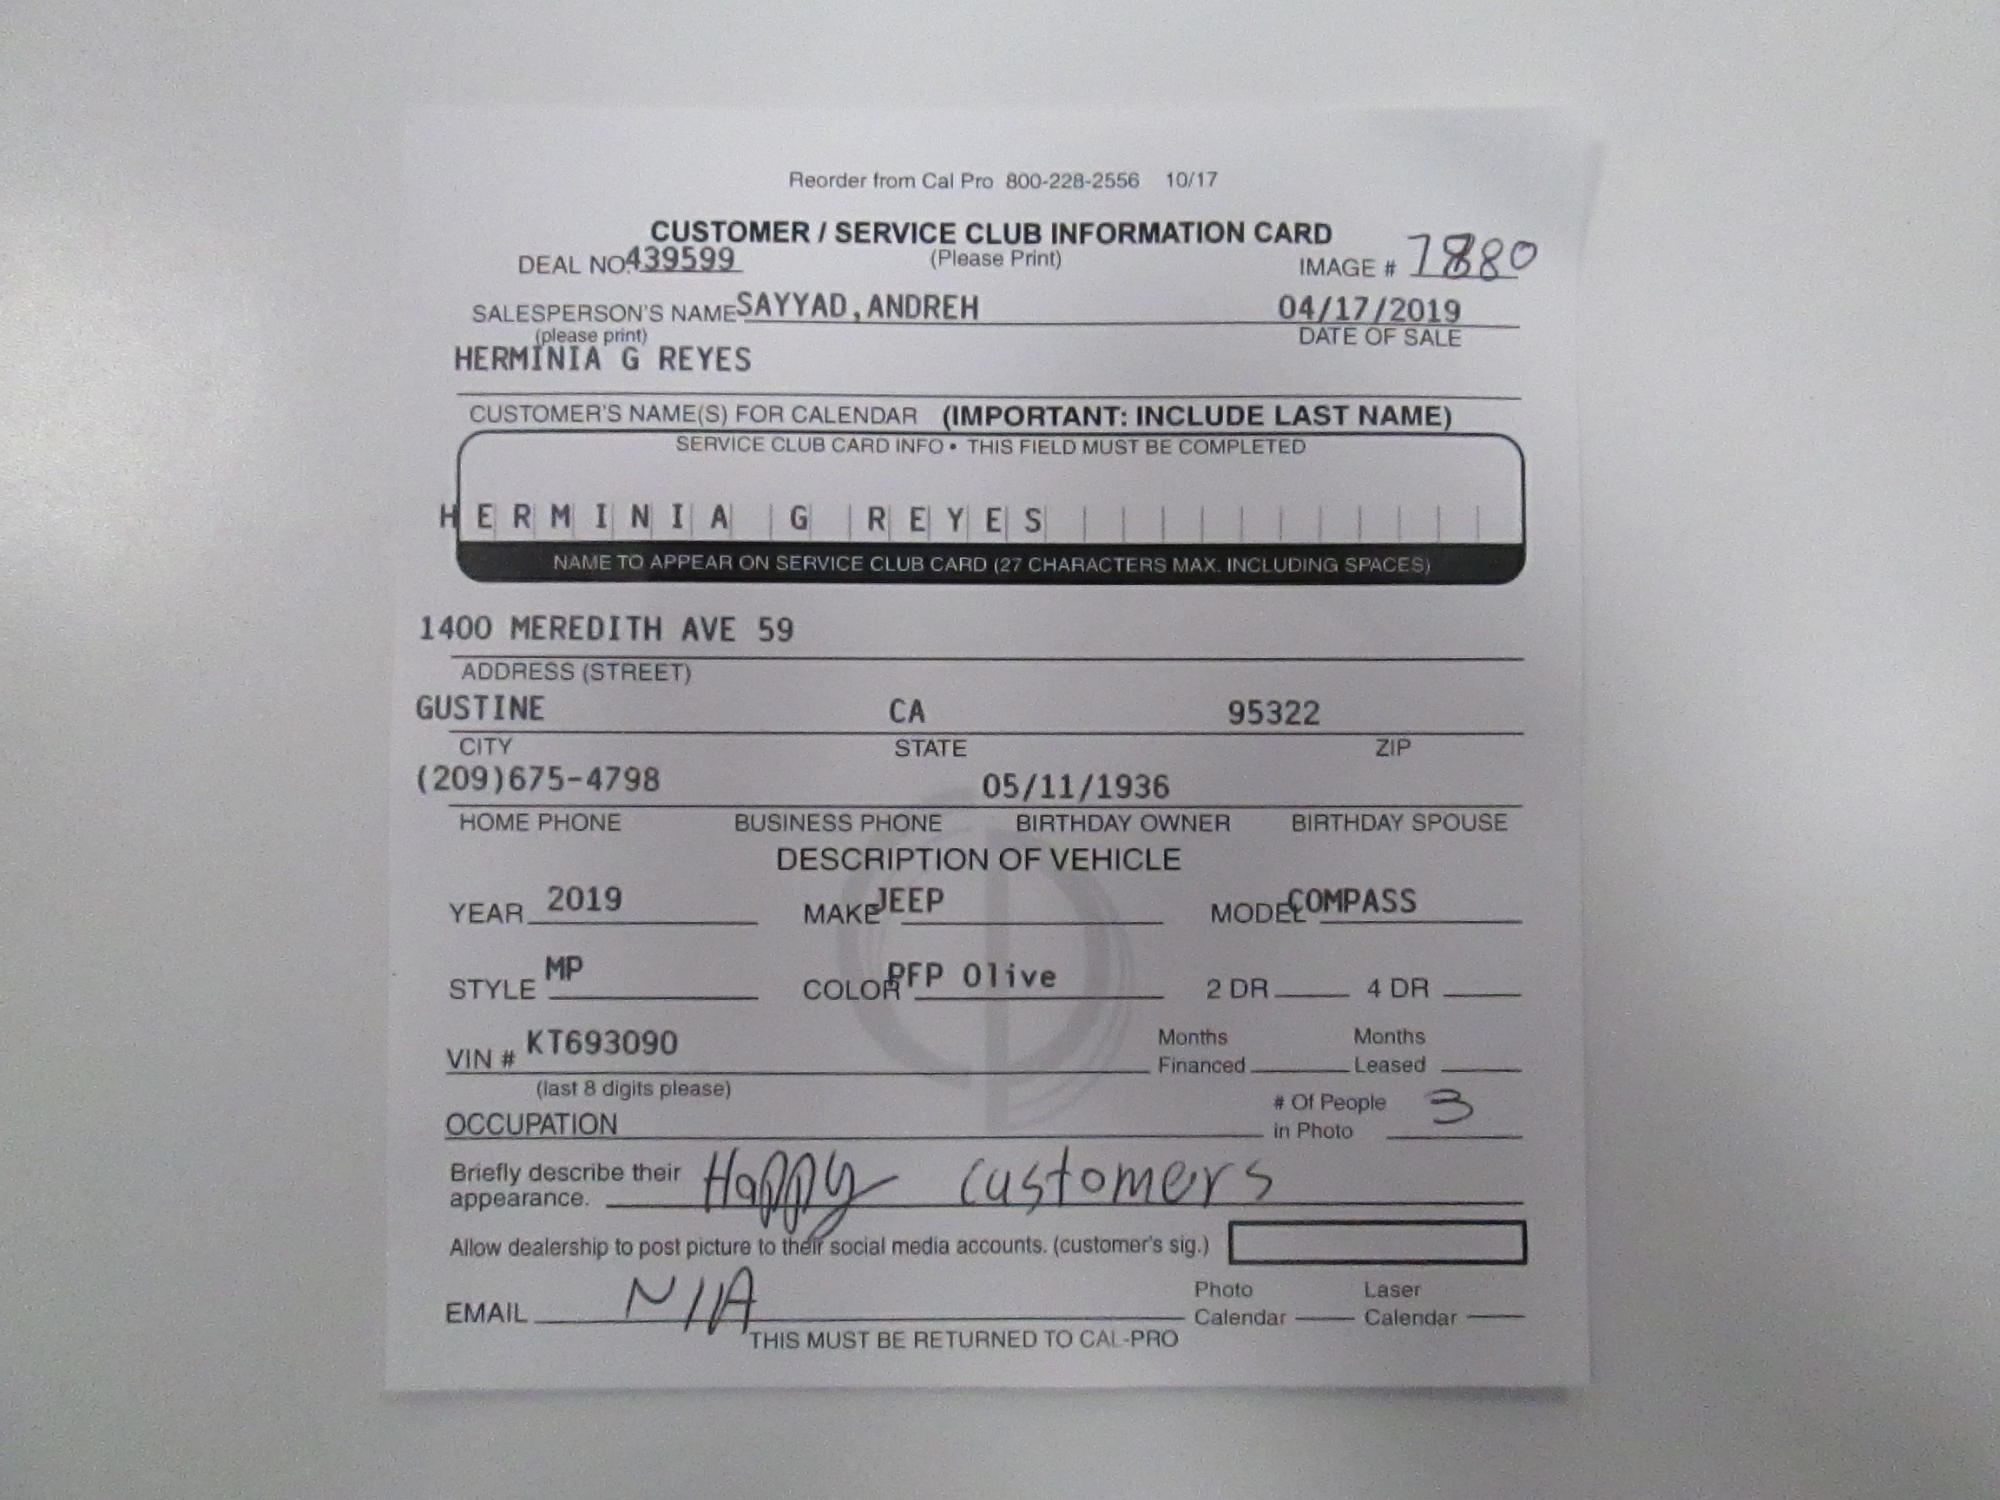 Reorder from Cal Pro 800-228-2556 10/17
CUSTOMER / SERVICE CLUB INFORMATION CARD
DEAL NO. 439599 (Please Print) IMAGE # 7880
SALESPERSON'S NAME SAYYAD,ANDREH 04/17/2019
(please print) DATE OF SALE
HERMINIA G REYES
CUSTOMER'S NAME(S) FOR CALENDAR (IMPORTANT: INCLUDE LAST NAME)
SERVICE CLUB CARD INFO • THIS FIELD MUST BE COMPLETED
HERMINIA G REYES
NAME TO APPEAR ON SERVICE CLUB CARD (27 CHARACTERS MAX. INCLUDING SPACES)
1400 MEREDITH AVE 59
ADDRESS (STREET)
GUSTINE CA 95322
CITY STATE ZIP
(209)675-4798 05/11/1936
HOME PHONE BUSINESS PHONE BIRTHDAY OWNER BIRTHDAY SPOUSE
DESCRIPTION OF VEHICLE
YEAR 2019 MAKE JEEP MODEL COMPASS
STYLE MP COLOR PFP Olive 2 DR 4 DR
VIN # KT693090 Months Financed Months Leased
(last 8 digits please)
OCCUPATION # Of People in Photo 3
Briefly describe their appearance. Happy customers
Allow dealership to post picture to their social media accounts. (customer's sig.)
EMAIL N/A Photo Calendar Laser Calendar
THIS MUST BE RETURNED TO CAL-PRO